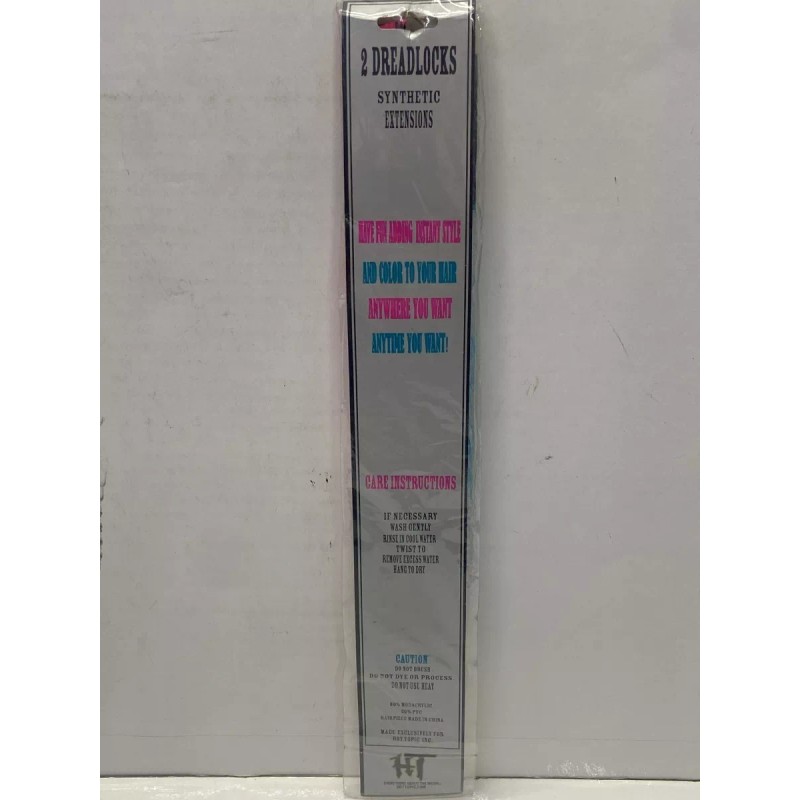 2 DREADLOCKS
SYNTHETIC
EXTENSIONS
HAVE FUN ADDING INSTANT STYLE
AND COLOR TO YOUR HAIR
ANYWHERE YOU WANT
ANYTIME YOU WANT!
CARE INSTRUCTIONS
IF NECESSARY
WASH GENTLY
RINSE IN COOL WATER
TWIST TO
REMOVE EXCESS WATER
HANG TO DRY
CAUTION
DO NOT
DO DYE OR PROCESS
DO NOT USE HEAT
PVC
MADE IN CHINA
MADE EXCLUSIVELY FOR
HOT TOPIC INC.
HT